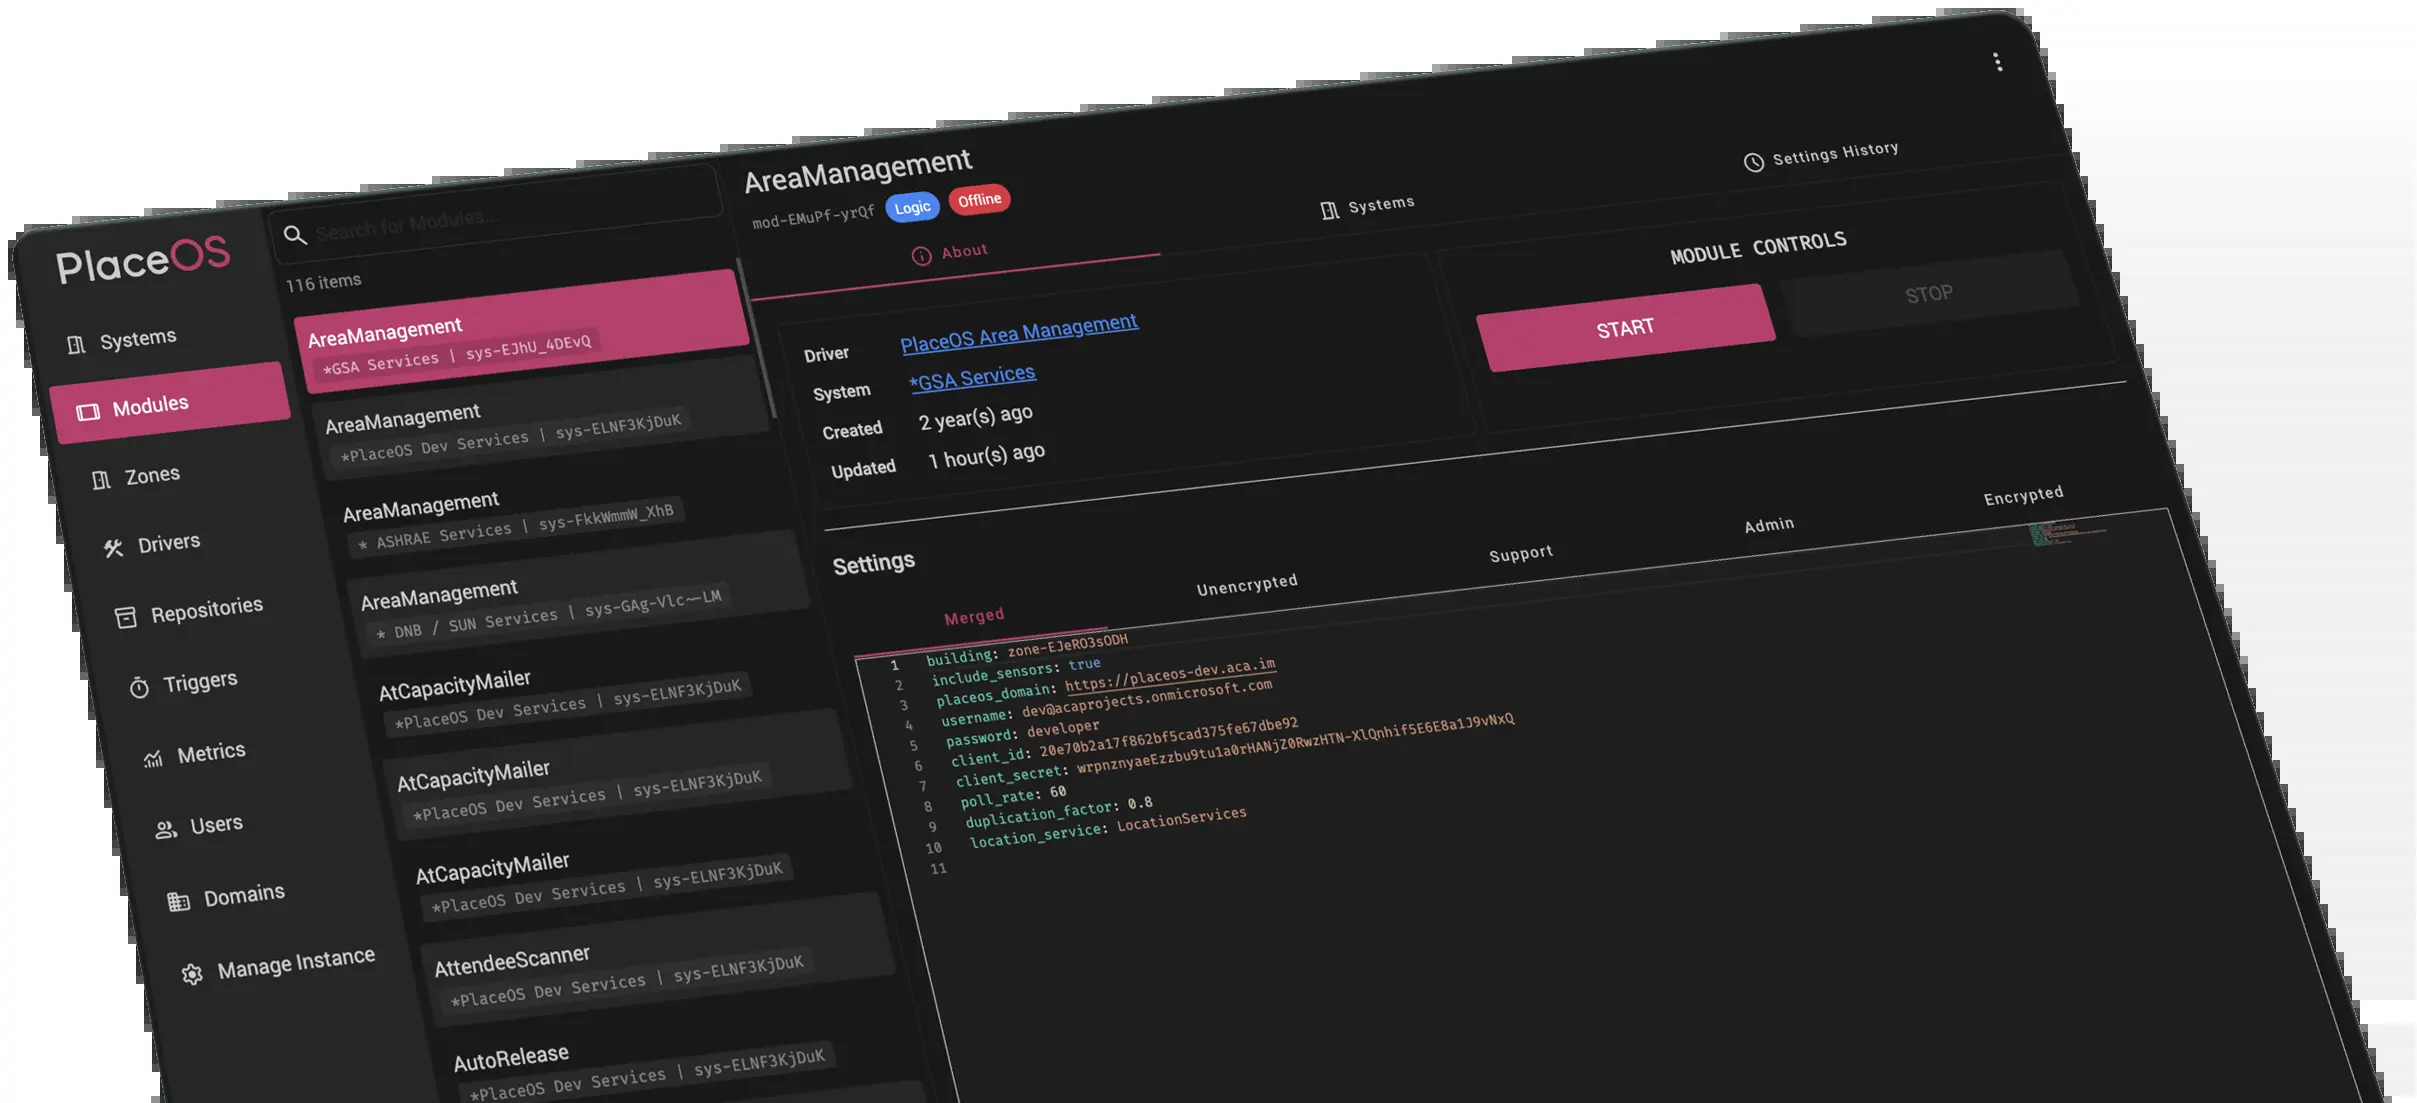 PlaceOS
Systems
Modules
Zones
Drivers
Repositories
Triggers
Metrics
Users
Domains
Manage Instance
Search for Modules...
116 items
AreaManagement
*GSA Services | sys-EJhU_4DEvQ
AreaManagement
*PlaceOS Dev Services | sys-ELNF3KjDuK
AreaManagement
* ASHRAE Services | sys-FkkWmmW_XhB
AreaManagement
* DNB / SUN Services | sys-GAg-Vlc~-LM
AtCapacityMailer
*PlaceOS Dev Services | sys-ELNF3KjDuK
AtCapacityMailer
*PlaceOS Dev Services | sys-ELNF3KjDuK
AtCapacityMailer
*PlaceOS Dev Services | sys-ELNF3KjDuK
AttendeeScanner
*PlaceOS Dev Services | sys-ELNF3KjDuK
AutoRelease
*PlaceOS Dev Services | sys-ELNF3KjDuK
AreaManagement
mod-EMuPf-yrQf Logic Offline
About
Systems
Settings History
Driver PlaceOS Area Management
System *GSA Services
Created 2 year(s) ago
Updated 1 hour(s) ago
MODULE CONTROLS
START
STOP
Settings
Merged
Unencrypted
Support
Admin
Encrypted
1 building: zone-EJeRO3sODH
2 include_sensors: true
3 placeos_domain: https://placeos-dev.aca.im
4 username: dev@acaprojects.onmicrosoft.com
5 password: developer
6 client_id: 20e70b2a17f862bf5cad375fe67dbe92
7 client_secret: wrpnznyaeEzzbu9tu1a0rHANjZ0RwzHTN-XlQnhif5E6E8a1J9vNxQ
8 poll_rate: 60
9 duplication_factor: 0.8
10 location_service: LocationServices
11